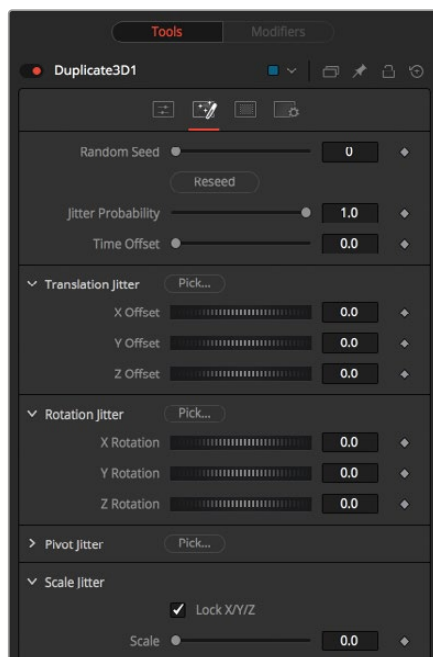 Tools Modifiers
Duplicate3D1
Random Seed 0
Reseed
Jitter Probability 1.0
Time Offset 0.0
Translation Jitter Pick...
X Offset 0.0
Y Offset 0.0
Z Offset 0.0
Rotation Jitter Pick...
X Rotation 0.0
Y Rotation 0.0
Z Rotation 0.0
Pivot Jitter Pick...
Scale Jitter
Lock X/Y/Z
Scale 0.0